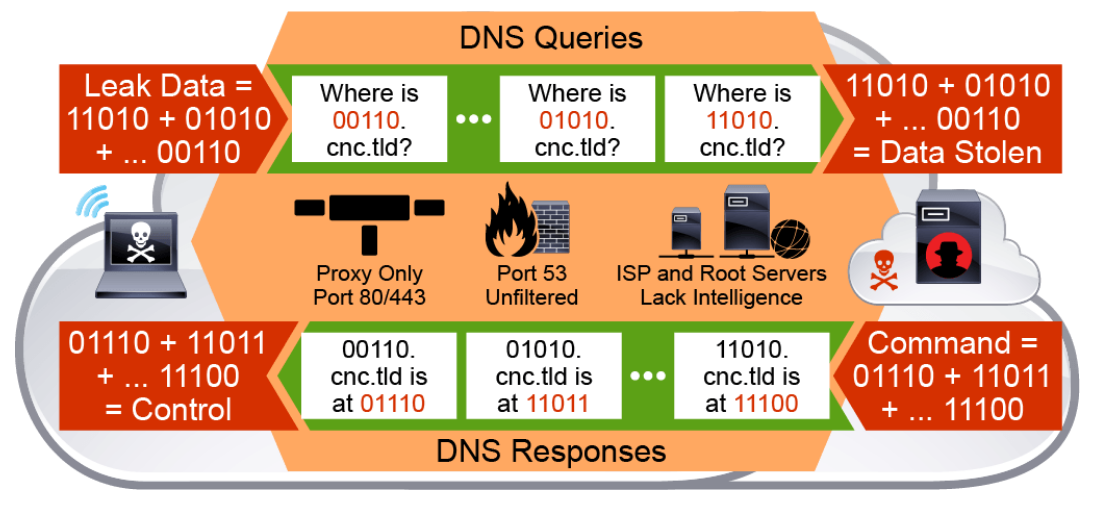 DNS Queries
Leak Data =
11010 + 01010
+ ... 00110
Where is
00110.
cnc.tld?
•••
Where is
01010.
cnc.tld?
Where is
11010.
cnc.tld?
11010 + 01010
+ ... 00110
= Data Stolen
Proxy Only
Port 80/443
Port 53
Unfiltered
ISP and Root Servers
Lack Intelligence
01110 + 11011
+ ... 11100
= Control
00110.
cnc.tld is
at 01110
01010.
cnc.tld is
at 11011
•••
11010.
cnc.tld is
at 11100
Command =
01110 + 11011
+ ... 11100
DNS Responses